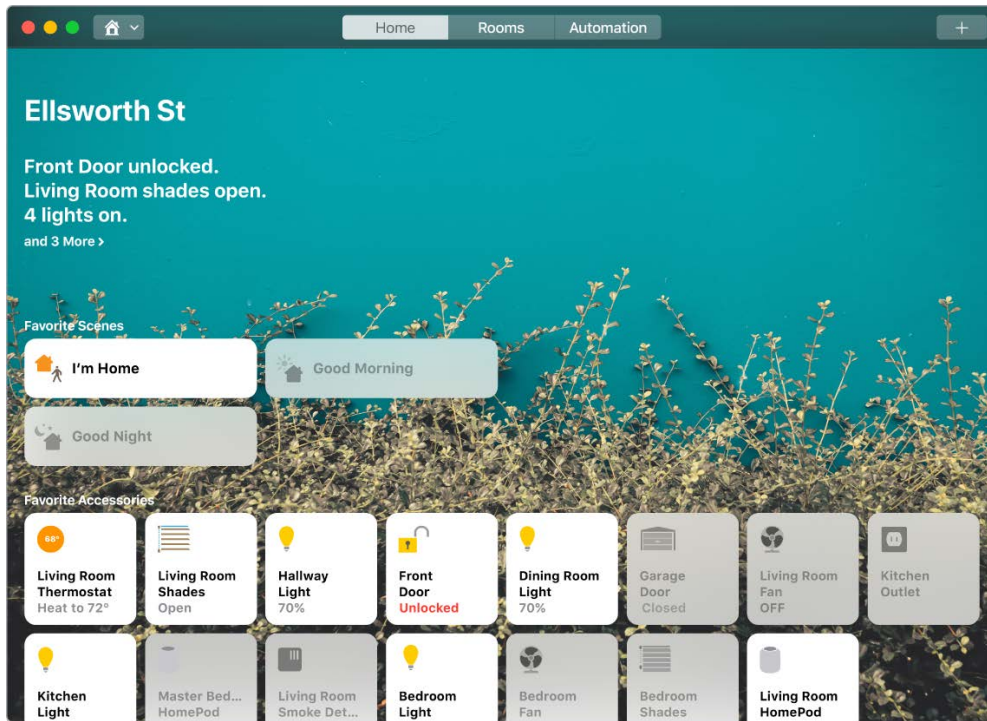 Home Rooms Automation
Ellsworth St
Front Door unlocked.
Living Room shades open.
4 lights on.
and 3 More >
Favorite Scenes
I'm Home
Good Morning
Good Night
Favorite Accessories
68°
Living Room
Thermostat
Heat to 72°
Living Room
Shades
Open
Hallway
Light
70%
Front
Door
Unlocked
Dining Room
Light
70%
Garage
Door
Closed
Living Room
Fan
OFF
Kitchen
Outlet
Kitchen
Light
Master Bed...
HomePod
Living Room
Smoke Det...
Bedroom
Light
Bedroom
Fan
Bedroom
Shades
Living Room
HomePod